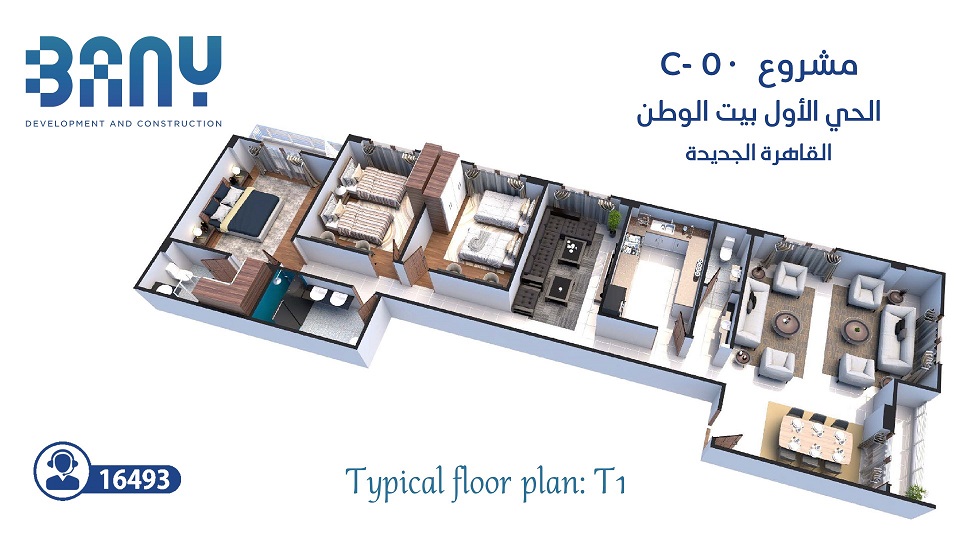 BANY
DEVELOPMENT AND CONSTRUCTION
مشروع C- ٥٠
الحي الأول بيت الوطن
القاهرة الجديدة
16493
Typical floor plan: T1